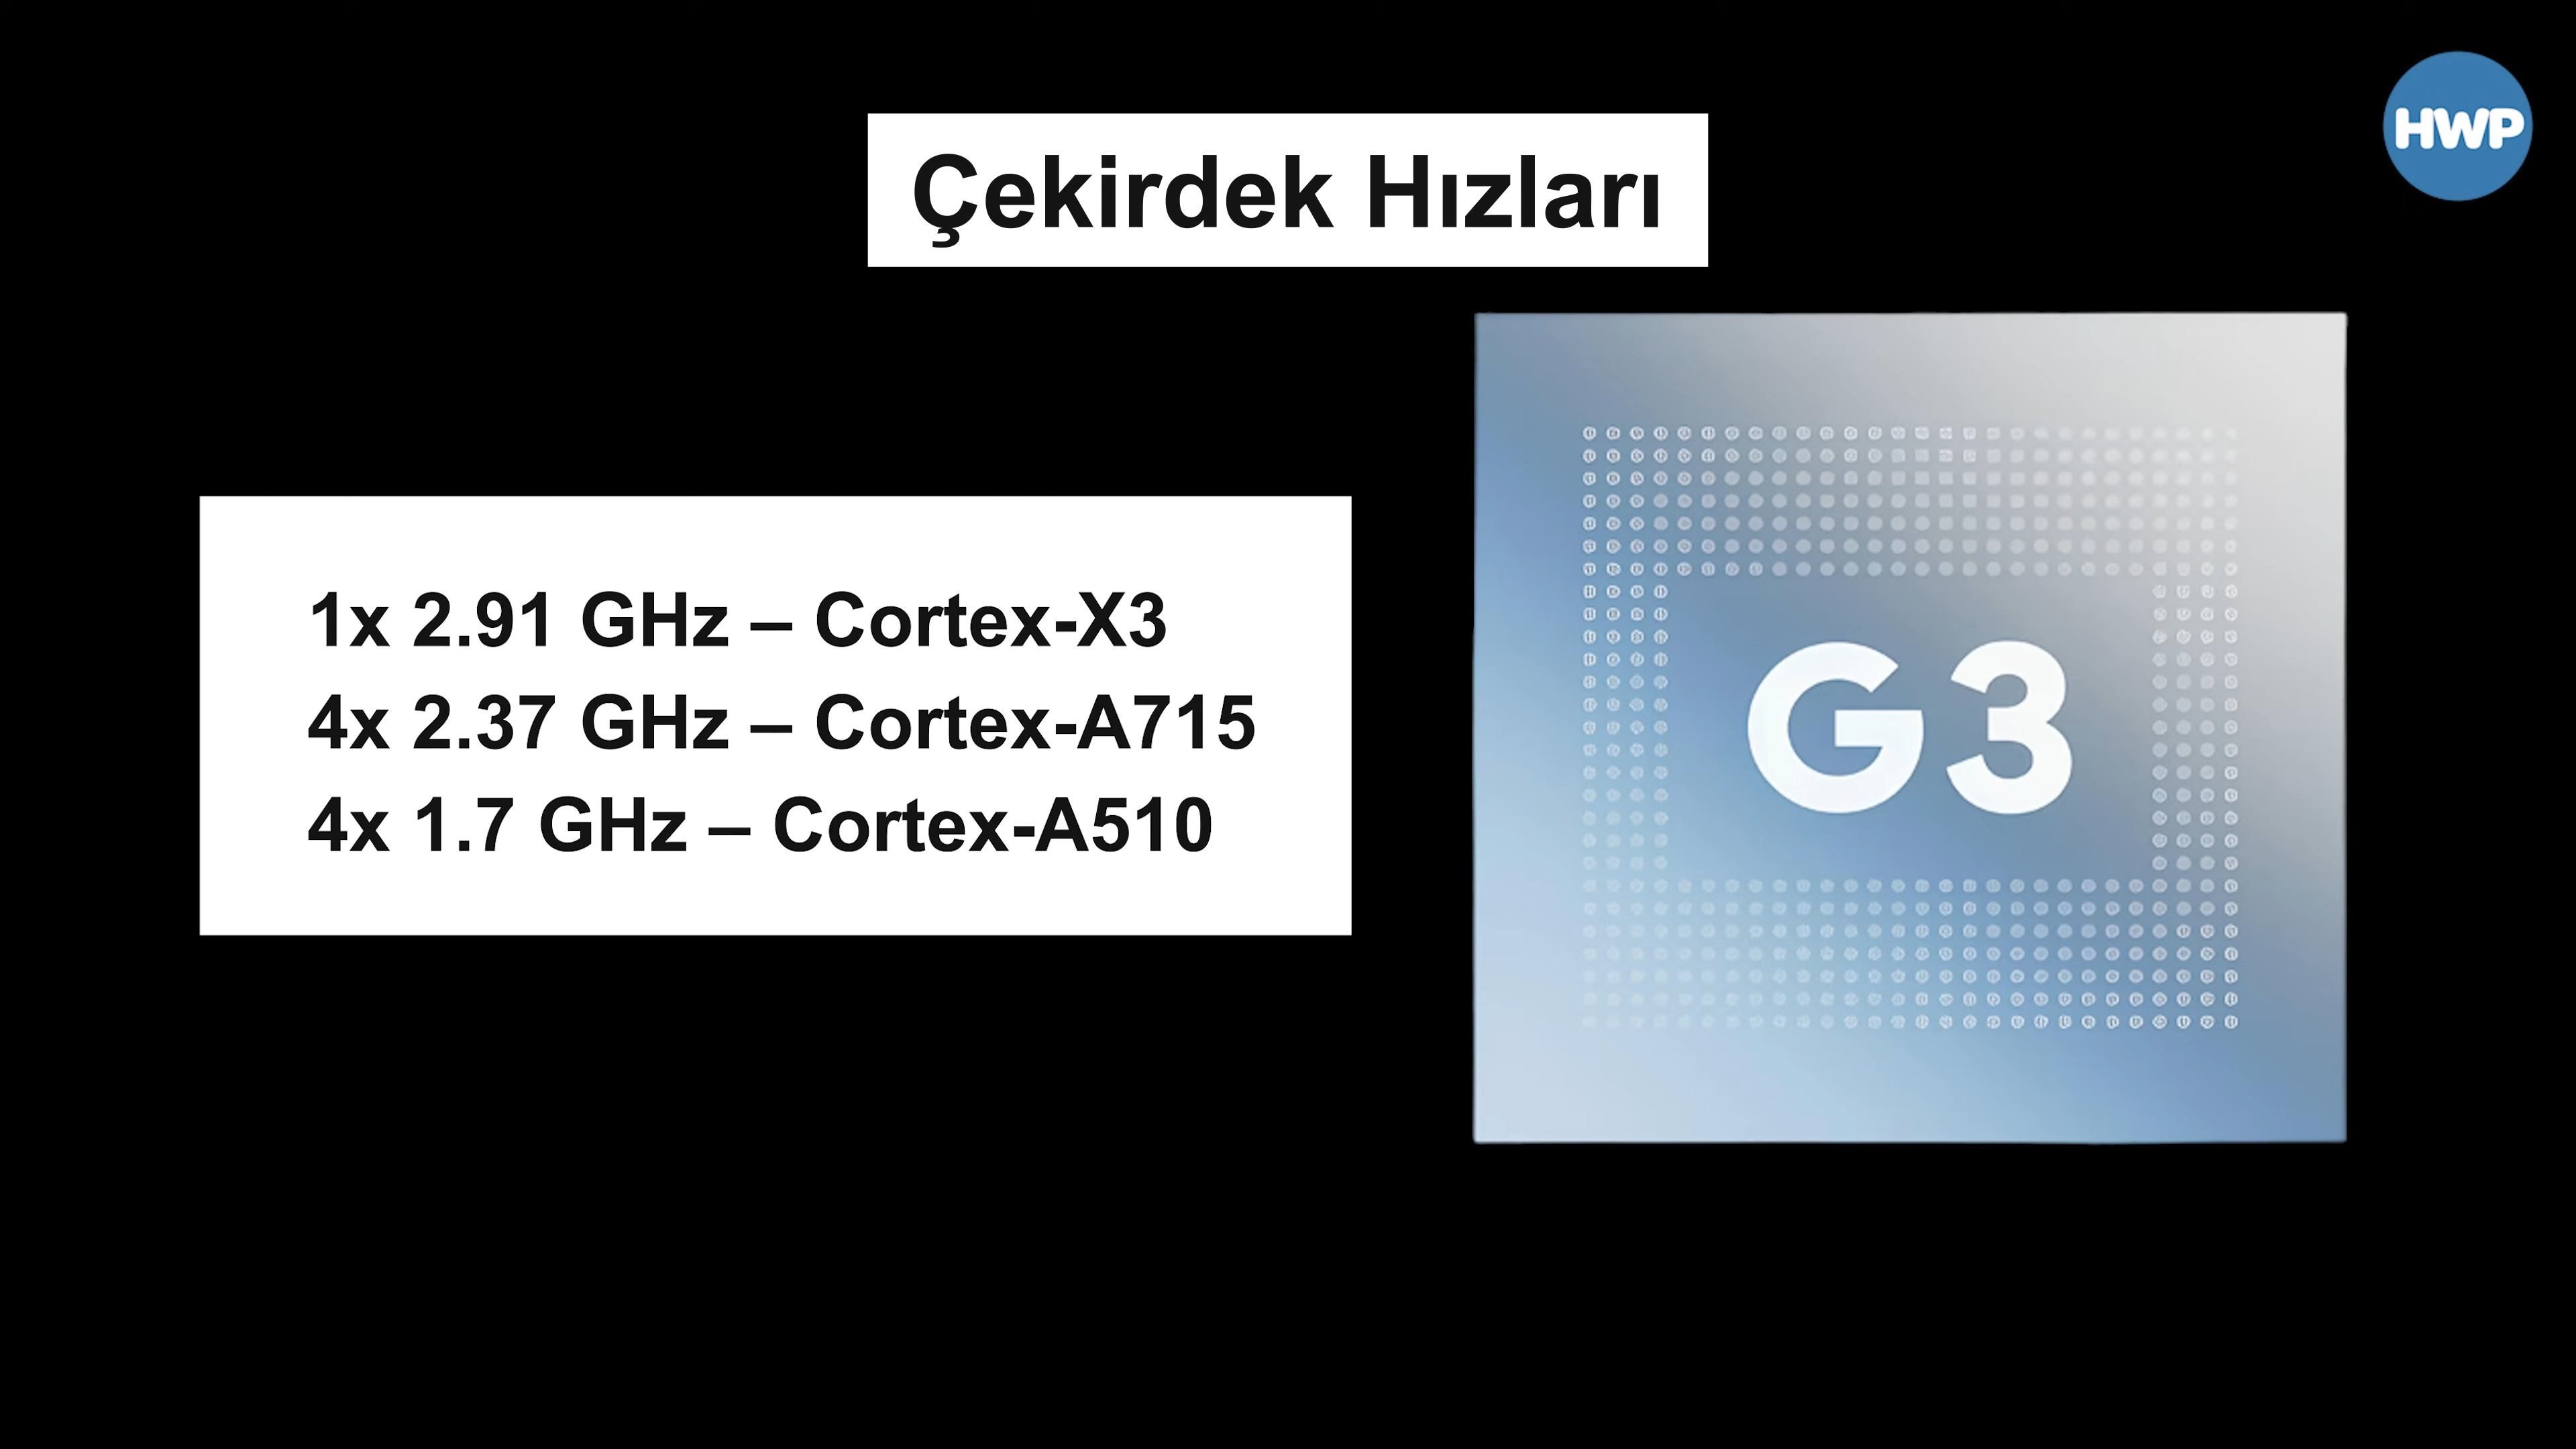 HWP
Çekirdek Hızları
1x 2.91 GHz – Cortex-X3
4x 2.37 GHz – Cortex-A715
4x 1.7 GHz – Cortex-A510
G3